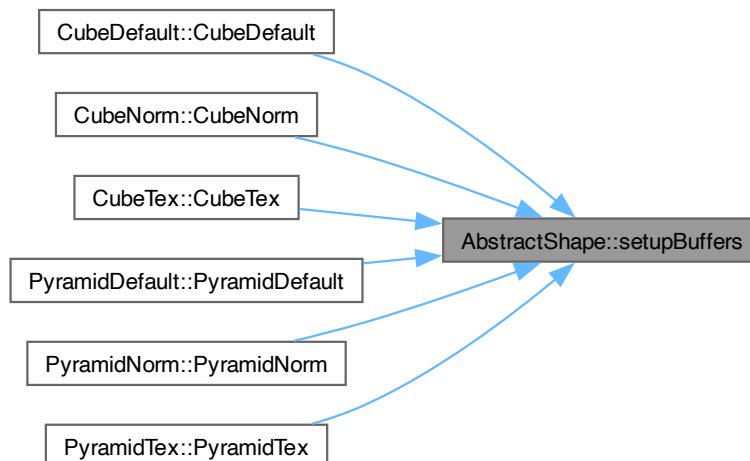 CubeDefault::CubeDefault
CubeNorm::CubeNorm
CubeTex::CubeTex
AbstractShape::setupBuffers
PyramidDefault::PyramidDefault
PyramidNorm::PyramidNorm
PyramidTex::PyramidTex